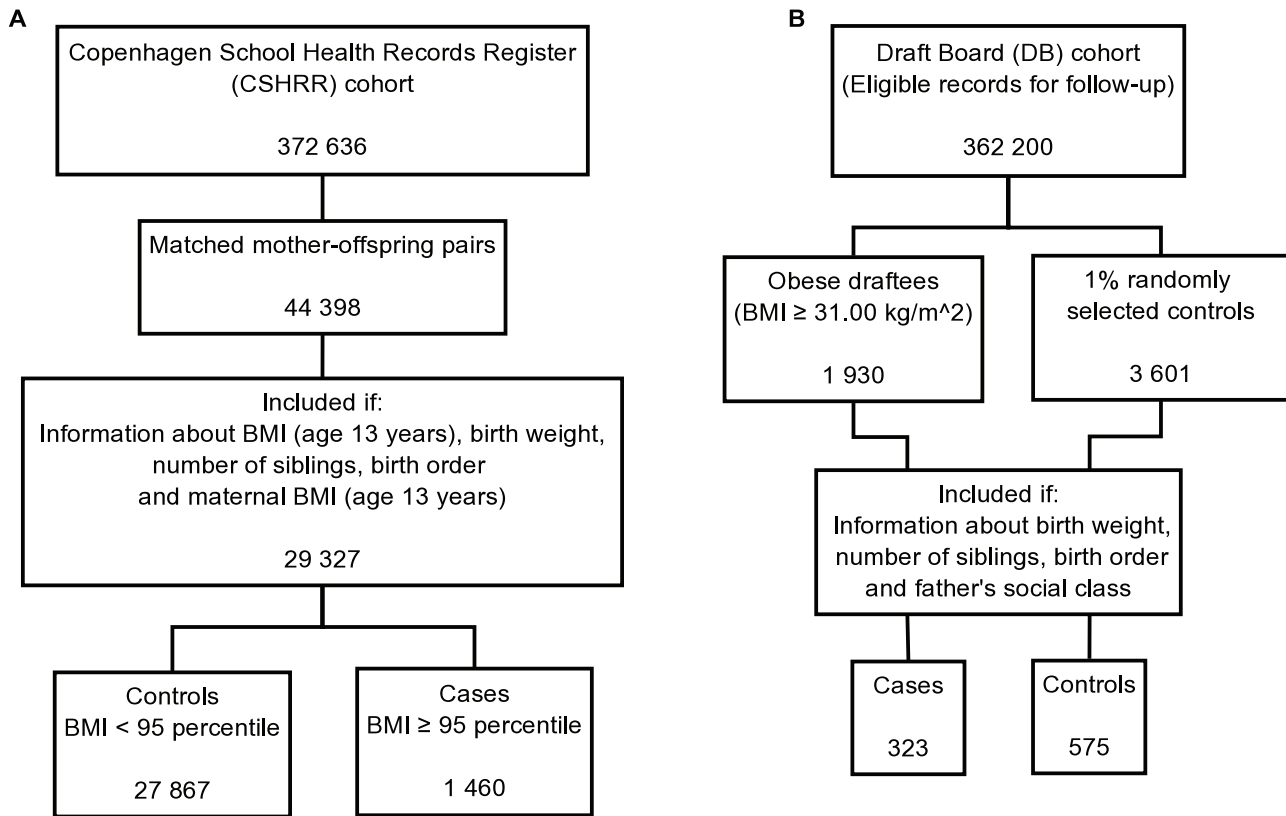 A
Copenhagen School Health Records Register
(CSHRR) cohort
372 636
Matched mother-offspring pairs
44 398
Included if:
Information about BMI (age 13 years), birth weight,
number of siblings, birth order
and maternal BMI (age 13 years)
29 327
Controls
BMI < 95 percentile
27 867
Cases
BMI ≥ 95 percentile
1 460
B
Draft Board (DB) cohort
(Eligible records for follow-up)
362 200
Obese draftees
(BMI ≥ 31.00 kg/m^2)
1 930
1% randomly
selected controls
3 601
Included if:
Information about birth weight,
number of siblings, birth order
and father's social class
Cases
323
Controls
575